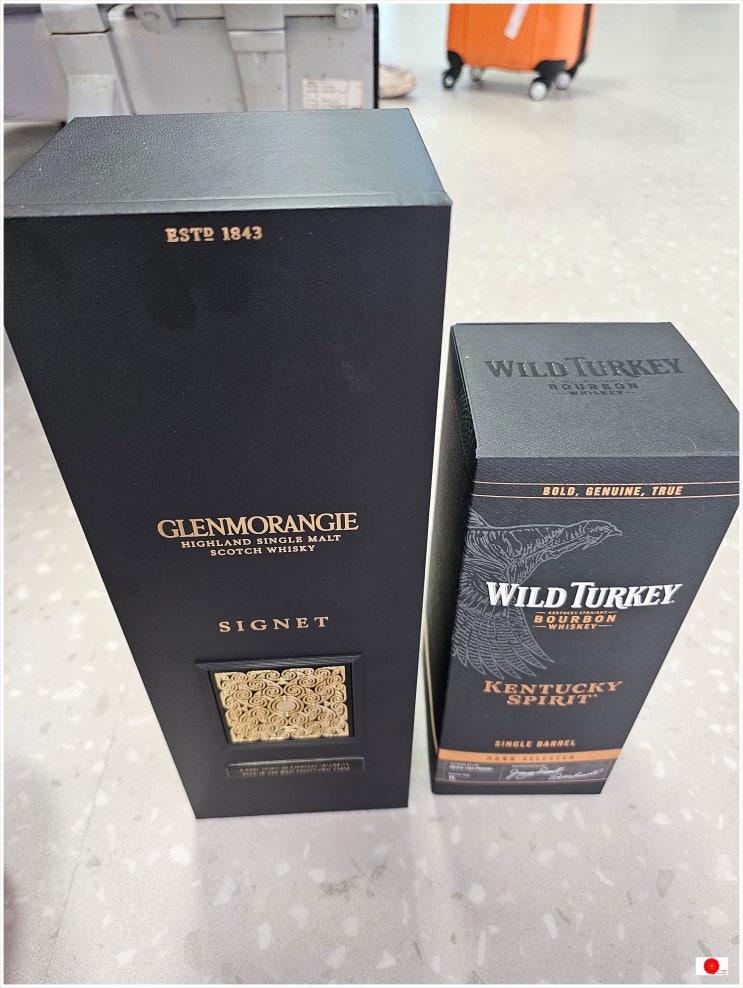 ESTD 1843
GLENMORANGIE
HIGHLAND SINGLE MALT
SCOTCH WHISKY
SIGNET
WILD TURKEY
BOURBON
WHISKEY
BOLD, GENUINE, TRUE
WILD TURKEY
KENTUCKY STRAIGHT
BOURBON
WHISKEY
KENTUCKY
SPIRIT
SINGLE BARREL
HAND SELECTED